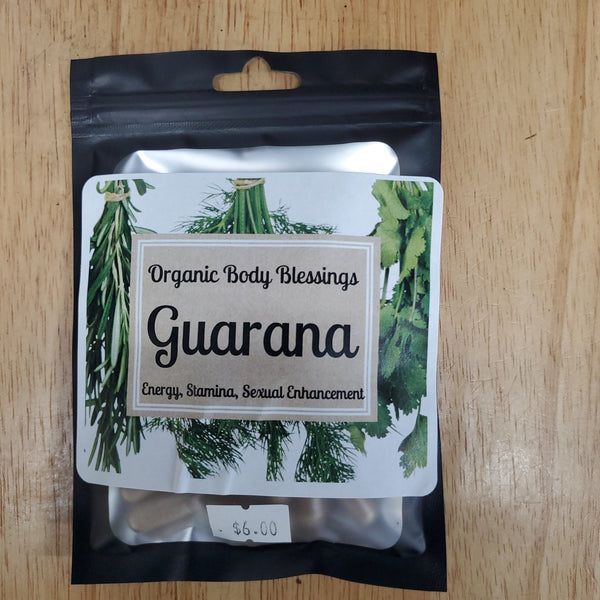 Organic Body Blessings
Guarana
Energy, Stamina, Sexual Enhancement
$6.00